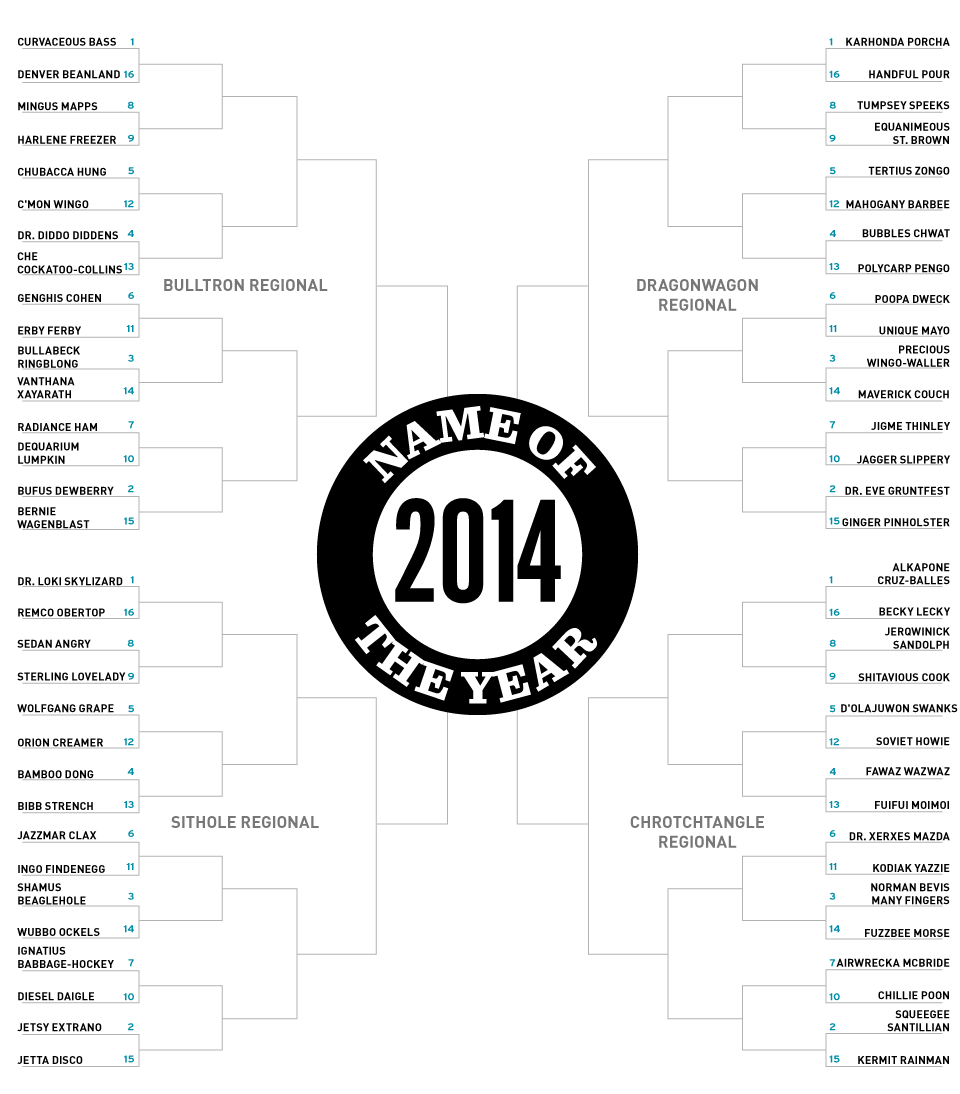 CURVACEOUS BASS 1
DENVER BEANLAND 16
MINGUS MAPPS 8
HARLENE FREEZER 9
CHUBACCA HUNG 5
C'MON WINGO 12
DR. DIDDO DIDDENS 4
CHE
COCKATOO-COLLINS 13
BULLTRON REGIONAL
GENGHIS COHEN 6
ERBY FERBY 11
BULLABECK
RINGBLONG 3
VANTHANA
XAYARATH 14
RADIANCE HAM 7
DEQUARIUM
LUMPKIN 10
BUFUS DEWBERRY 2
BERNIE
WAGENBLAST 15
1 KARHONDA PORCHA
16 HANDFUL POUR
8 TUMPSEY SPEEKS
EQUANIMEOUS
9 ST. BROWN
5 TERTIUS ZONGO
12 MAHOGANY BARBEE
4 BUBBLES CHWAT
13 POLYCARP PENGO
DRAGONWAGON
REGIONAL
6 POOPA DWECK
11 UNIQUE MAYO
PRECIOUS
3 WINGO-WALLER
14 MAVERICK COUCH
7 JIGME THINLEY
10 JAGGER SLIPPERY
2 DR. EVE GRUNTFEST
15 GINGER PINHOLSTER
NAME OF
2014
THE YEAR
DR. LOKI SKYLIZARD 1
REMCO OBERTOP 16
SEDAN ANGRY 8
STERLING LOVELADY 9
WOLFGANG GRAPE 5
ORION CREAMER 12
BAMBOO DONG 4
BIBB STRENCH 13
SITHOLE REGIONAL
JAZZMAR CLAX 6
INGO FINDENEGG 11
SHAMUS
BEAGLEHOLE 3
WUBBO OCKELS 14
IGNATIUS
BABBAGE-HOCKEY 7
DIESEL DAIGLE 10
JETSY EXTRANO 2
JETTA DISCO 15
ALKAPONE
1 CRUZ-BALLES
16 BECKY LECKY
JERQWINICK
8 SANDOLPH
9 SHITAVIOUS COOK
5 D'OLAJUWON SWANKS
12 SOVIET HOWIE
4 FAWAZ WAZWAZ
13 FUIFUI MOIMOI
CHROTCHTANGLE
REGIONAL
6 DR. XERXES MAZDA
11 KODIAK YAZZIE
NORMAN BEVIS
3 MANY FINGERS
14 FUZZBEE MORSE
7 AIRWRECKA MCBRIDE
10 CHILLIE POON
SQUEEGEE
2 SANTILLIAN
15 KERMIT RAINMAN